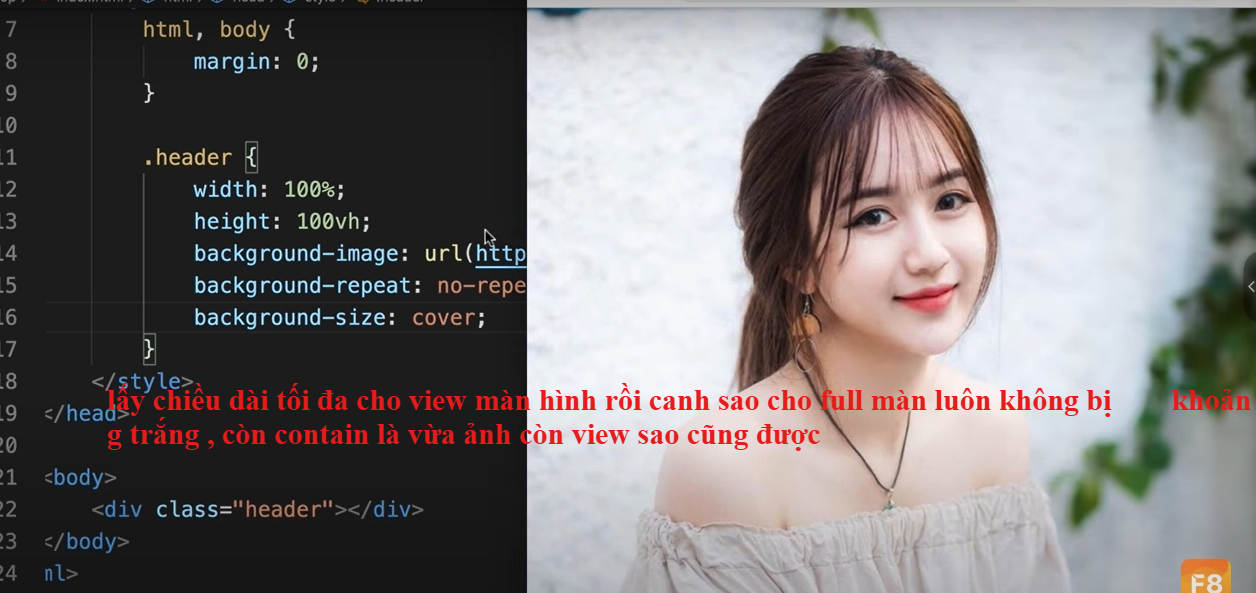 7 html, body {
8 margin: 0;
9 }
10
11 .header {
12 width: 100%;
13 height: 100vh;
14 background-image: url(http
15 background-repeat: no-repe
16 background-size: cover;
17 }
18 </style>
lấy chiều dài tối đa cho view màn hình rồi canh sao cho full màn luôn không bị khoản
19 </head>
g trắng , còn contain là vừa ảnh còn view sao cũng được
20
21 <body>
22 <div class="header"></div>
23 </body>
24 ml>
F8